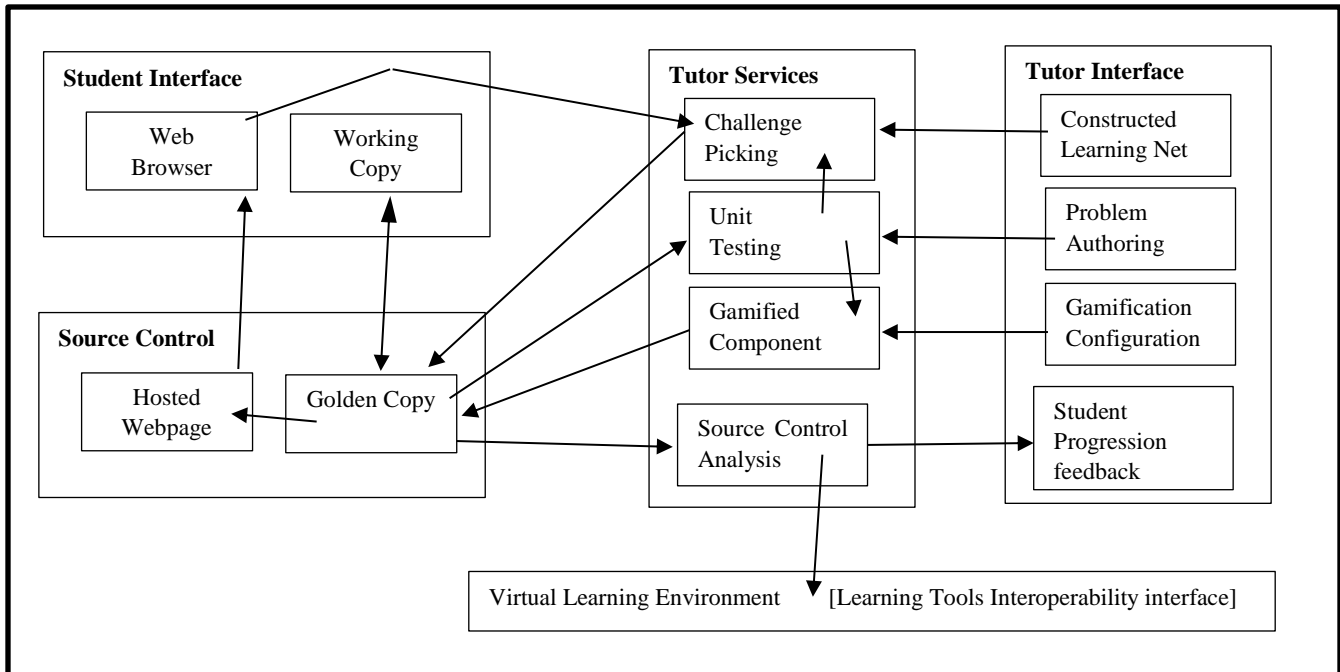 Student Interface
Web
Browser
Working
Copy
Source Control
Hosted
Webpage
Golden Copy
Tutor Services
Challenge
Picking
Unit
Testing
Gamified
Component
Source Control
Analysis
Tutor Interface
Constructed
Learning Net
Problem
Authoring
Gamification
Configuration
Student
Progression
feedback
Virtual Learning Environment [Learning Tools Interoperability interface]